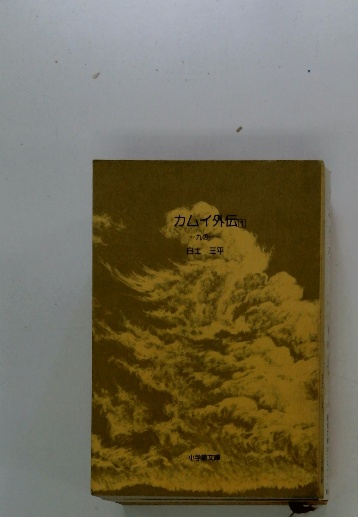 カムイ外伝
白土 三平
小学館文庫